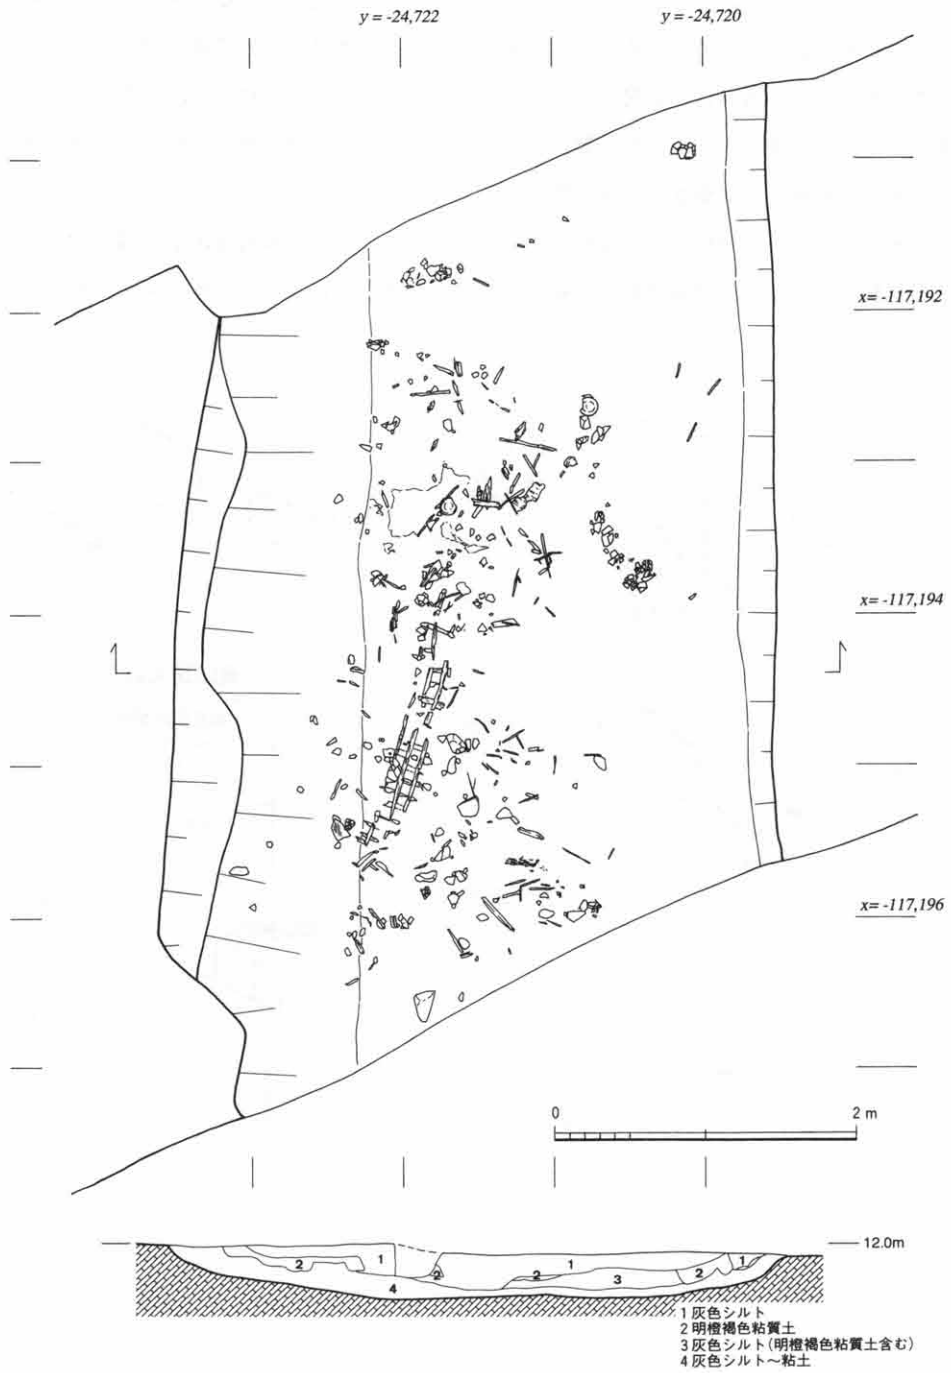 y = -24,722
y = -24,720
x= -117,192
x= -117,194
x= -117,196
0
2 m
12.0m
1
2
2
1
2
3
2
1
4
1 灰色シルト
2 明橙褐色粘質土
3 灰色シルト(明橙褐色粘質土含む)
4 灰色シルト～粘土